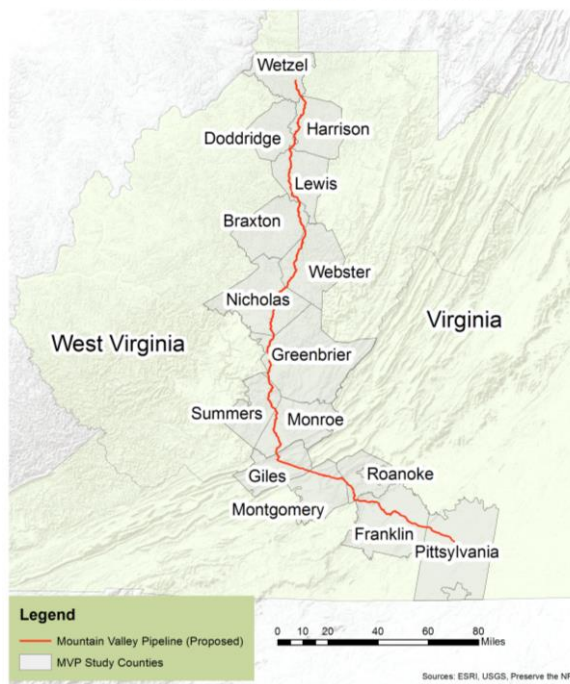 Wetzel
Doddridge
Harrison
Lewis
Braxton
Webster
Nicholas
West Virginia
Virginia
Greenbrier
Summers
Monroe
Giles
Roanoke
Montgomery
Franklin
Pittsylvania
Legend
Mountain Valley Pipeline (Proposed)
MVP Study Counties
0 10 20 40 60 80
Miles
Sources: ESRI, USGS, Preserve the